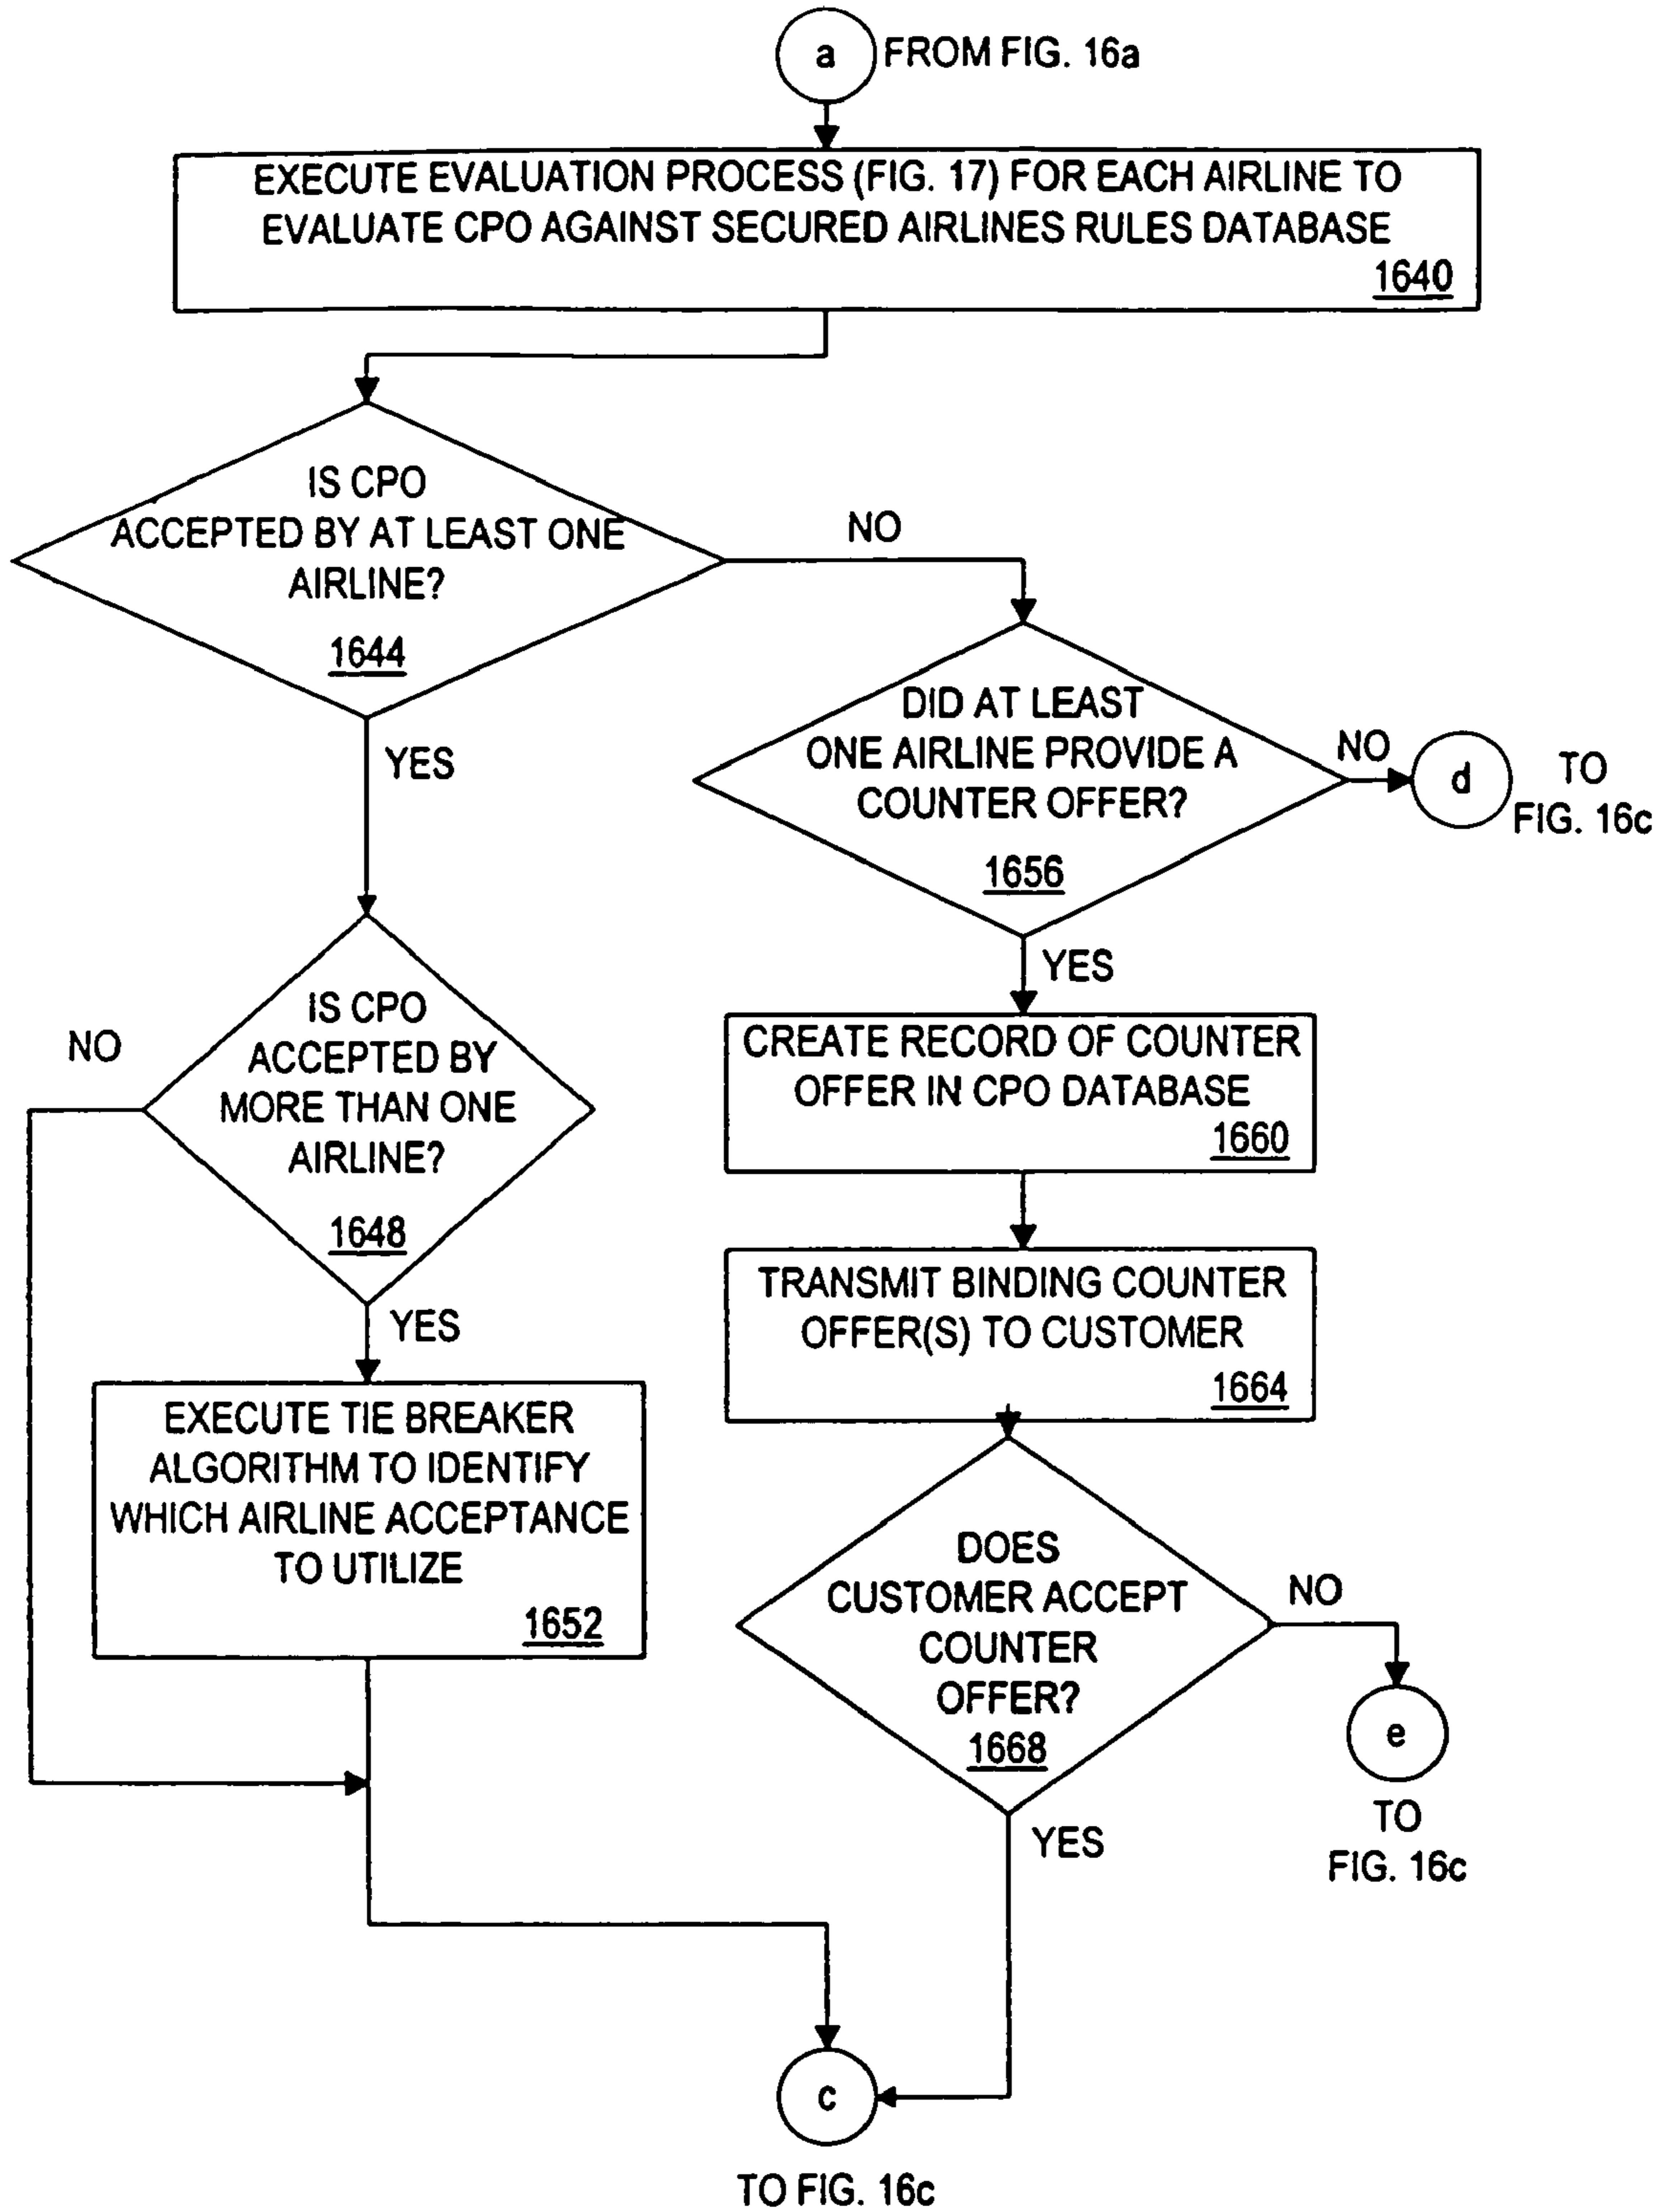 a
FROM FIG. 16a
EXECUTE EVALUATION PROCESS (FIG. 17) FOR EACH AIRLINE TO
EVALUATE CPO AGAINST SECURED AIRLINES RULES DATABASE
1640
IS CPO
ACCEPTED BY AT LEAST ONE
AIRLINE?
1644
NO
YES
DID AT LEAST
ONE AIRLINE PROVIDE A
COUNTER OFFER?
1656
NO
d
TO
FIG. 16c
YES
IS CPO
ACCEPTED BY
MORE THAN ONE
AIRLINE?
1648
NO
YES
CREATE RECORD OF COUNTER
OFFER IN CPO DATABASE
1660
TRANSMIT BINDING COUNTER
OFFER(S) TO CUSTOMER
1664
EXECUTE TIE BREAKER
ALGORITHM TO IDENTIFY
WHICH AIRLINE ACCEPTANCE
TO UTILIZE
1652
DOES
CUSTOMER ACCEPT
COUNTER
OFFER?
1668
NO
e
TO
FIG. 16c
YES
c
TO FIG. 16c